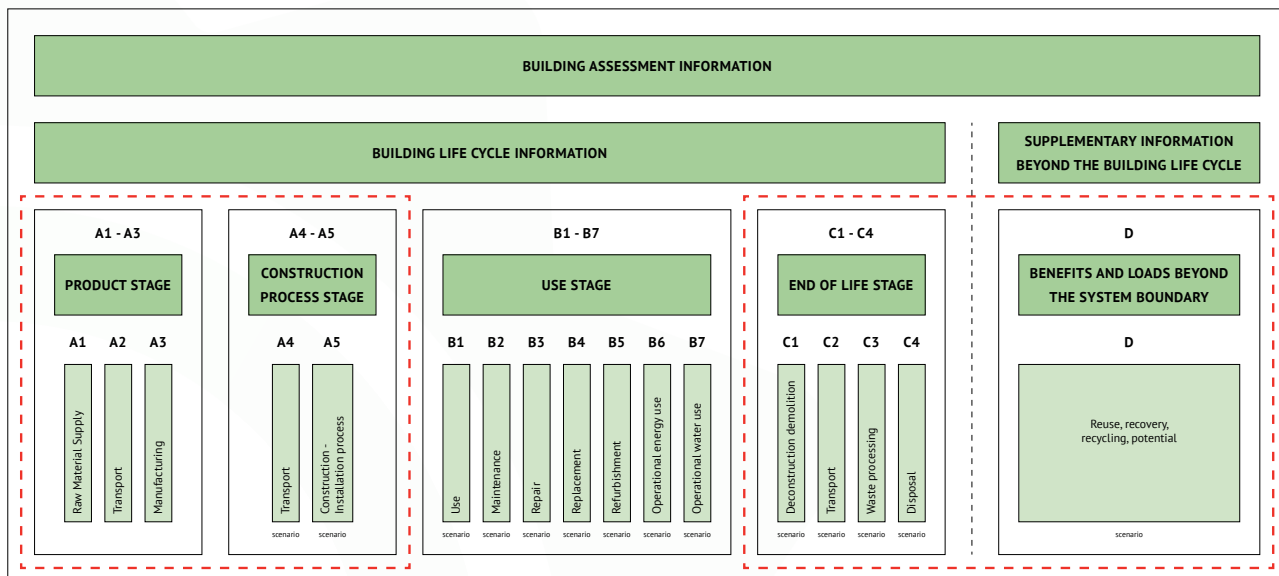 BUILDING ASSESSMENT INFORMATION
BUILDING LIFE CYCLE INFORMATION
SUPPLEMENTARY INFORMATION
BEYOND THE BUILDING LIFE CYCLE
A1 - A3
PRODUCT STAGE
A1
A2
A3
Raw Material Supply
Transport
Manufacturing
A4 - A5
CONSTRUCTION
PROCESS STAGE
A4
A5
Transport
Construction -
Installation process
scenario
scenario
B1 - B7
USE STAGE
B1
B2
B3
B4
B5
B6
B7
Use
Maintenance
Repair
Replacement
Refurbishment
Operational energy use
Operational water use
scenario
scenario
scenario
scenario
scenario
scenario
scenario
C1 - C4
END OF LIFE STAGE
C1
C2
C3
C4
Deconstruction demolition
Transport
Waste processing
Disposal
scenario
scenario
scenario
scenario
D
BENEFITS AND LOADS BEYOND
THE SYSTEM BOUNDARY
D
Reuse, recovery,
recycling, potential
scenario